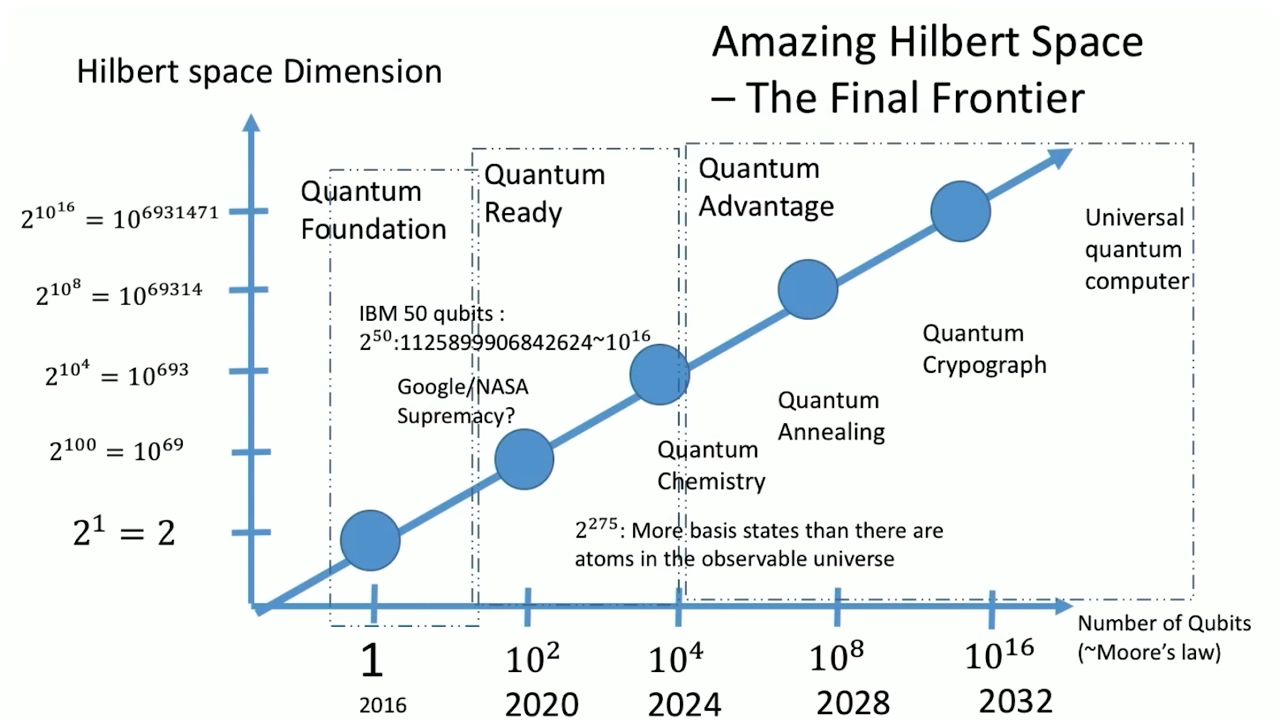 Amazing Hilbert Space
– The Final Frontier
Hilbert space Dimension
Quantum
Foundation
Quantum
Ready
Quantum
Advantage
2^10^16 = 10^6931471
2^10^8 = 10^69314
2^10^4 = 10^693
2^100 = 10^69
2^1 = 2
IBM 50 qubits :
2^50:1125899906842624~10^16
Google/NASA
Supremacy?
Universal
quantum
computer
Quantum
Crypograph
Quantum
Annealing
Quantum
Chemistry
2^275: More basis states than there are
atoms in the observable universe
Number of Qubits
(~Moore's law)
1 10^2 10^4 10^8 10^16
2016 2020 2024 2028 2032